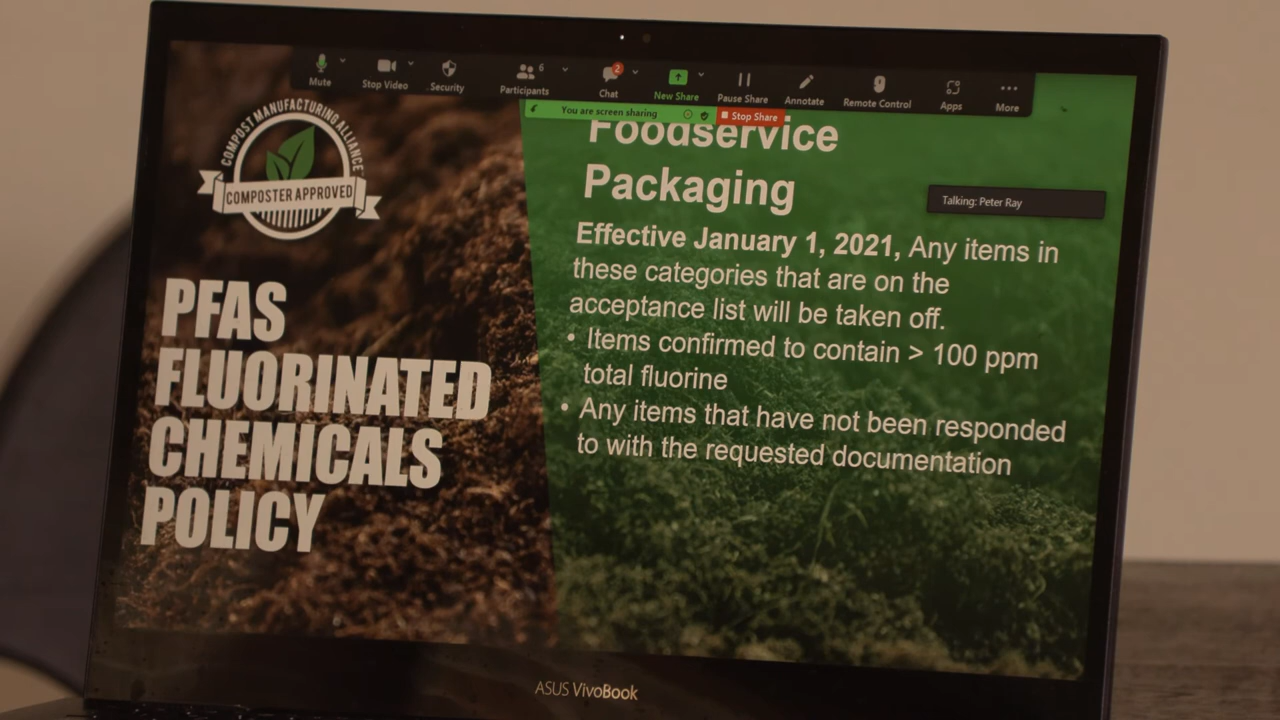 Mute
Stop Video
Security
Participants
6
Chat
2
New Share
Pause Share
Annotate
Remote Control
Apps
More
You are screen sharing
Stop Share
Talking: Peter Ray
COMPOST MANUFACTURING ALLIANCE
COMPOSTER APPROVED
PFAS
FLUORINATED
CHEMICALS
POLICY
Foodservice
Packaging
Effective January 1, 2021, Any items in
these categories that are on the
acceptance list will be taken off.
• Items confirmed to contain > 100 ppm
total fluorine
• Any items that have not been responded
to with the requested documentation
ASUS VivoBook